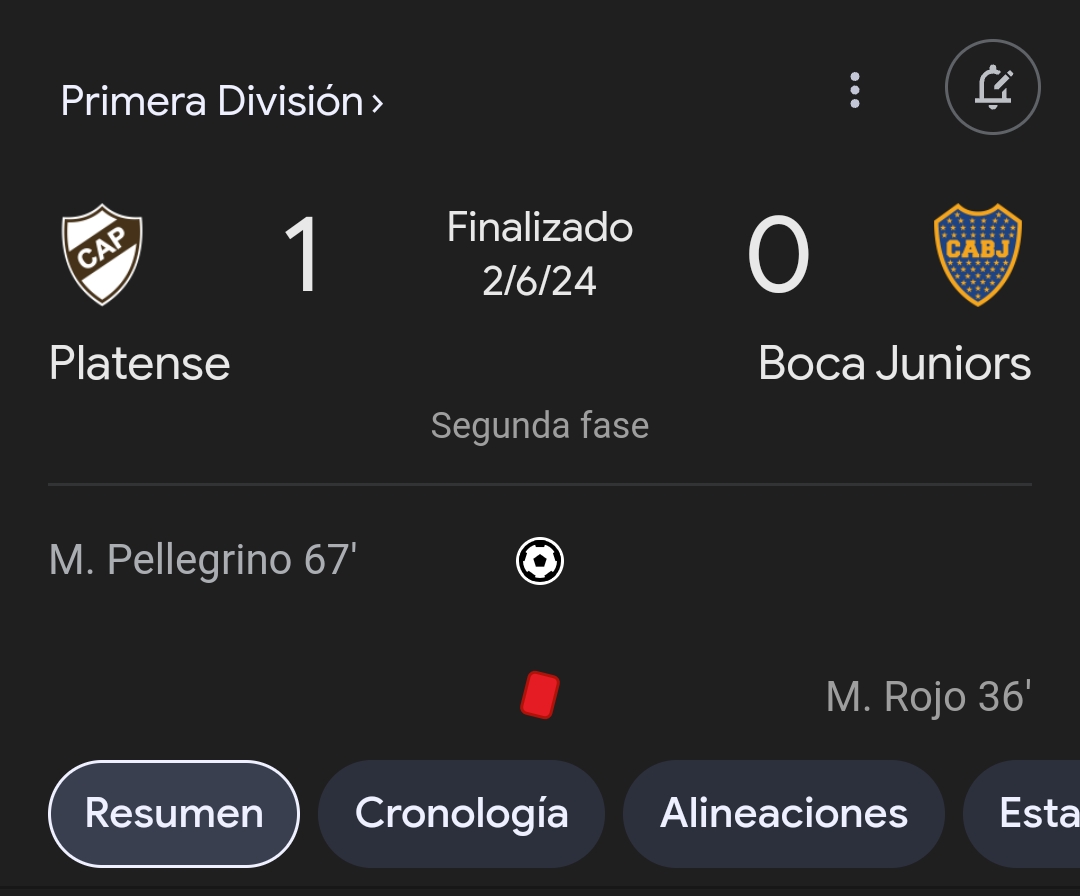 Primera División
CAP
1
Finalizado
2/6/24
0
CABJ
Platense
Boca Juniors
Segunda fase
M. Pellegrino 67'
M. Rojo 36'
Resumen
Cronología
Alineaciones
Esta